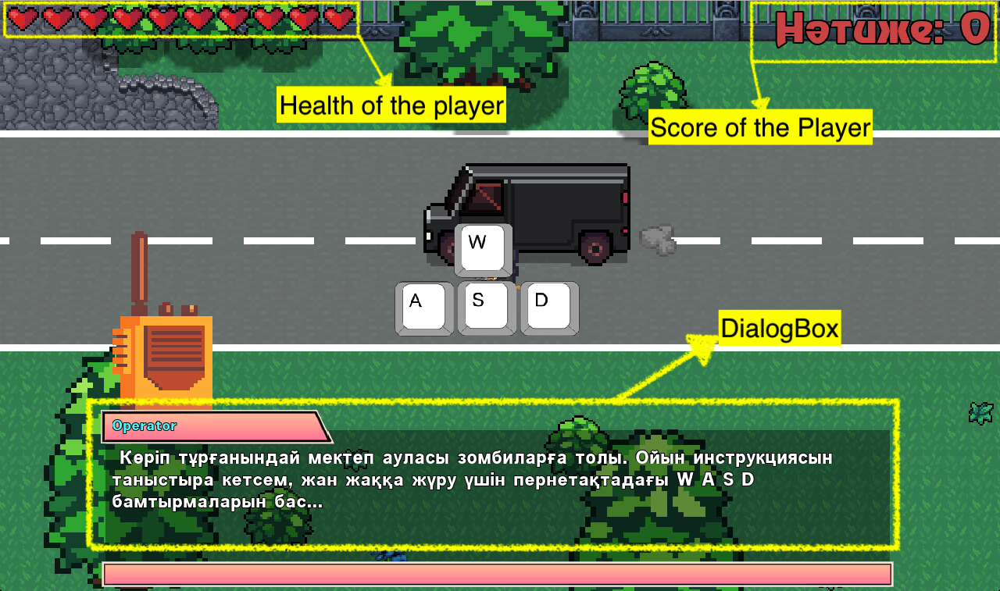 Нәтиже: 0
Health of the player
Score of the Player
W
A S D
DialogBox
Operator
Көріп тұрғанындай мектеп ауласы зомбиларға толы. Ойын инструкциясын
таныстыра кетсем, жан жаққа жүру үшін пернетақтадағы W A S D
бамтырмаларын бас...